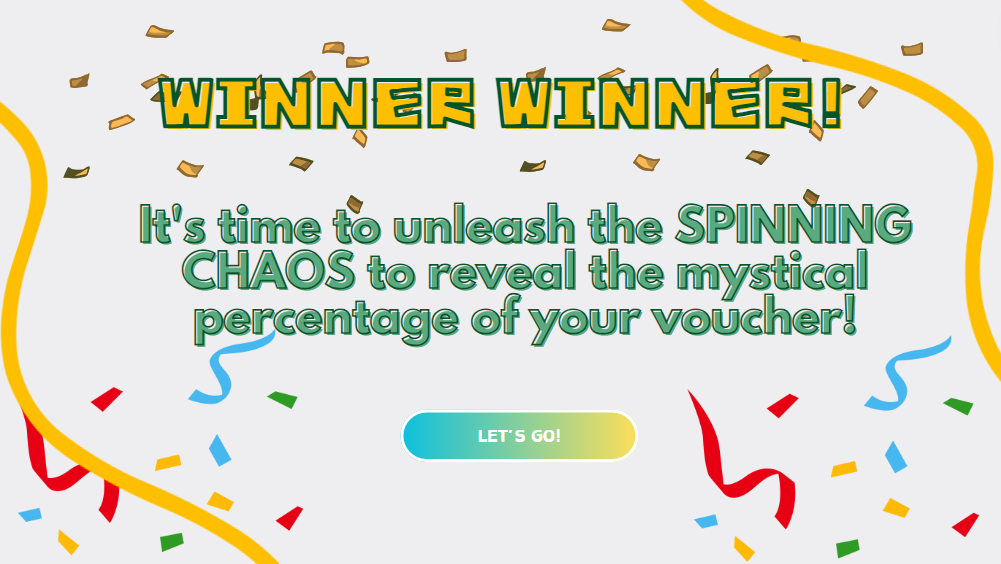 WINNER WINNER!
It's time to unleash the SPINNING
CHAOS to reveal the mystical
percentage of your voucher!
LET'S GO!